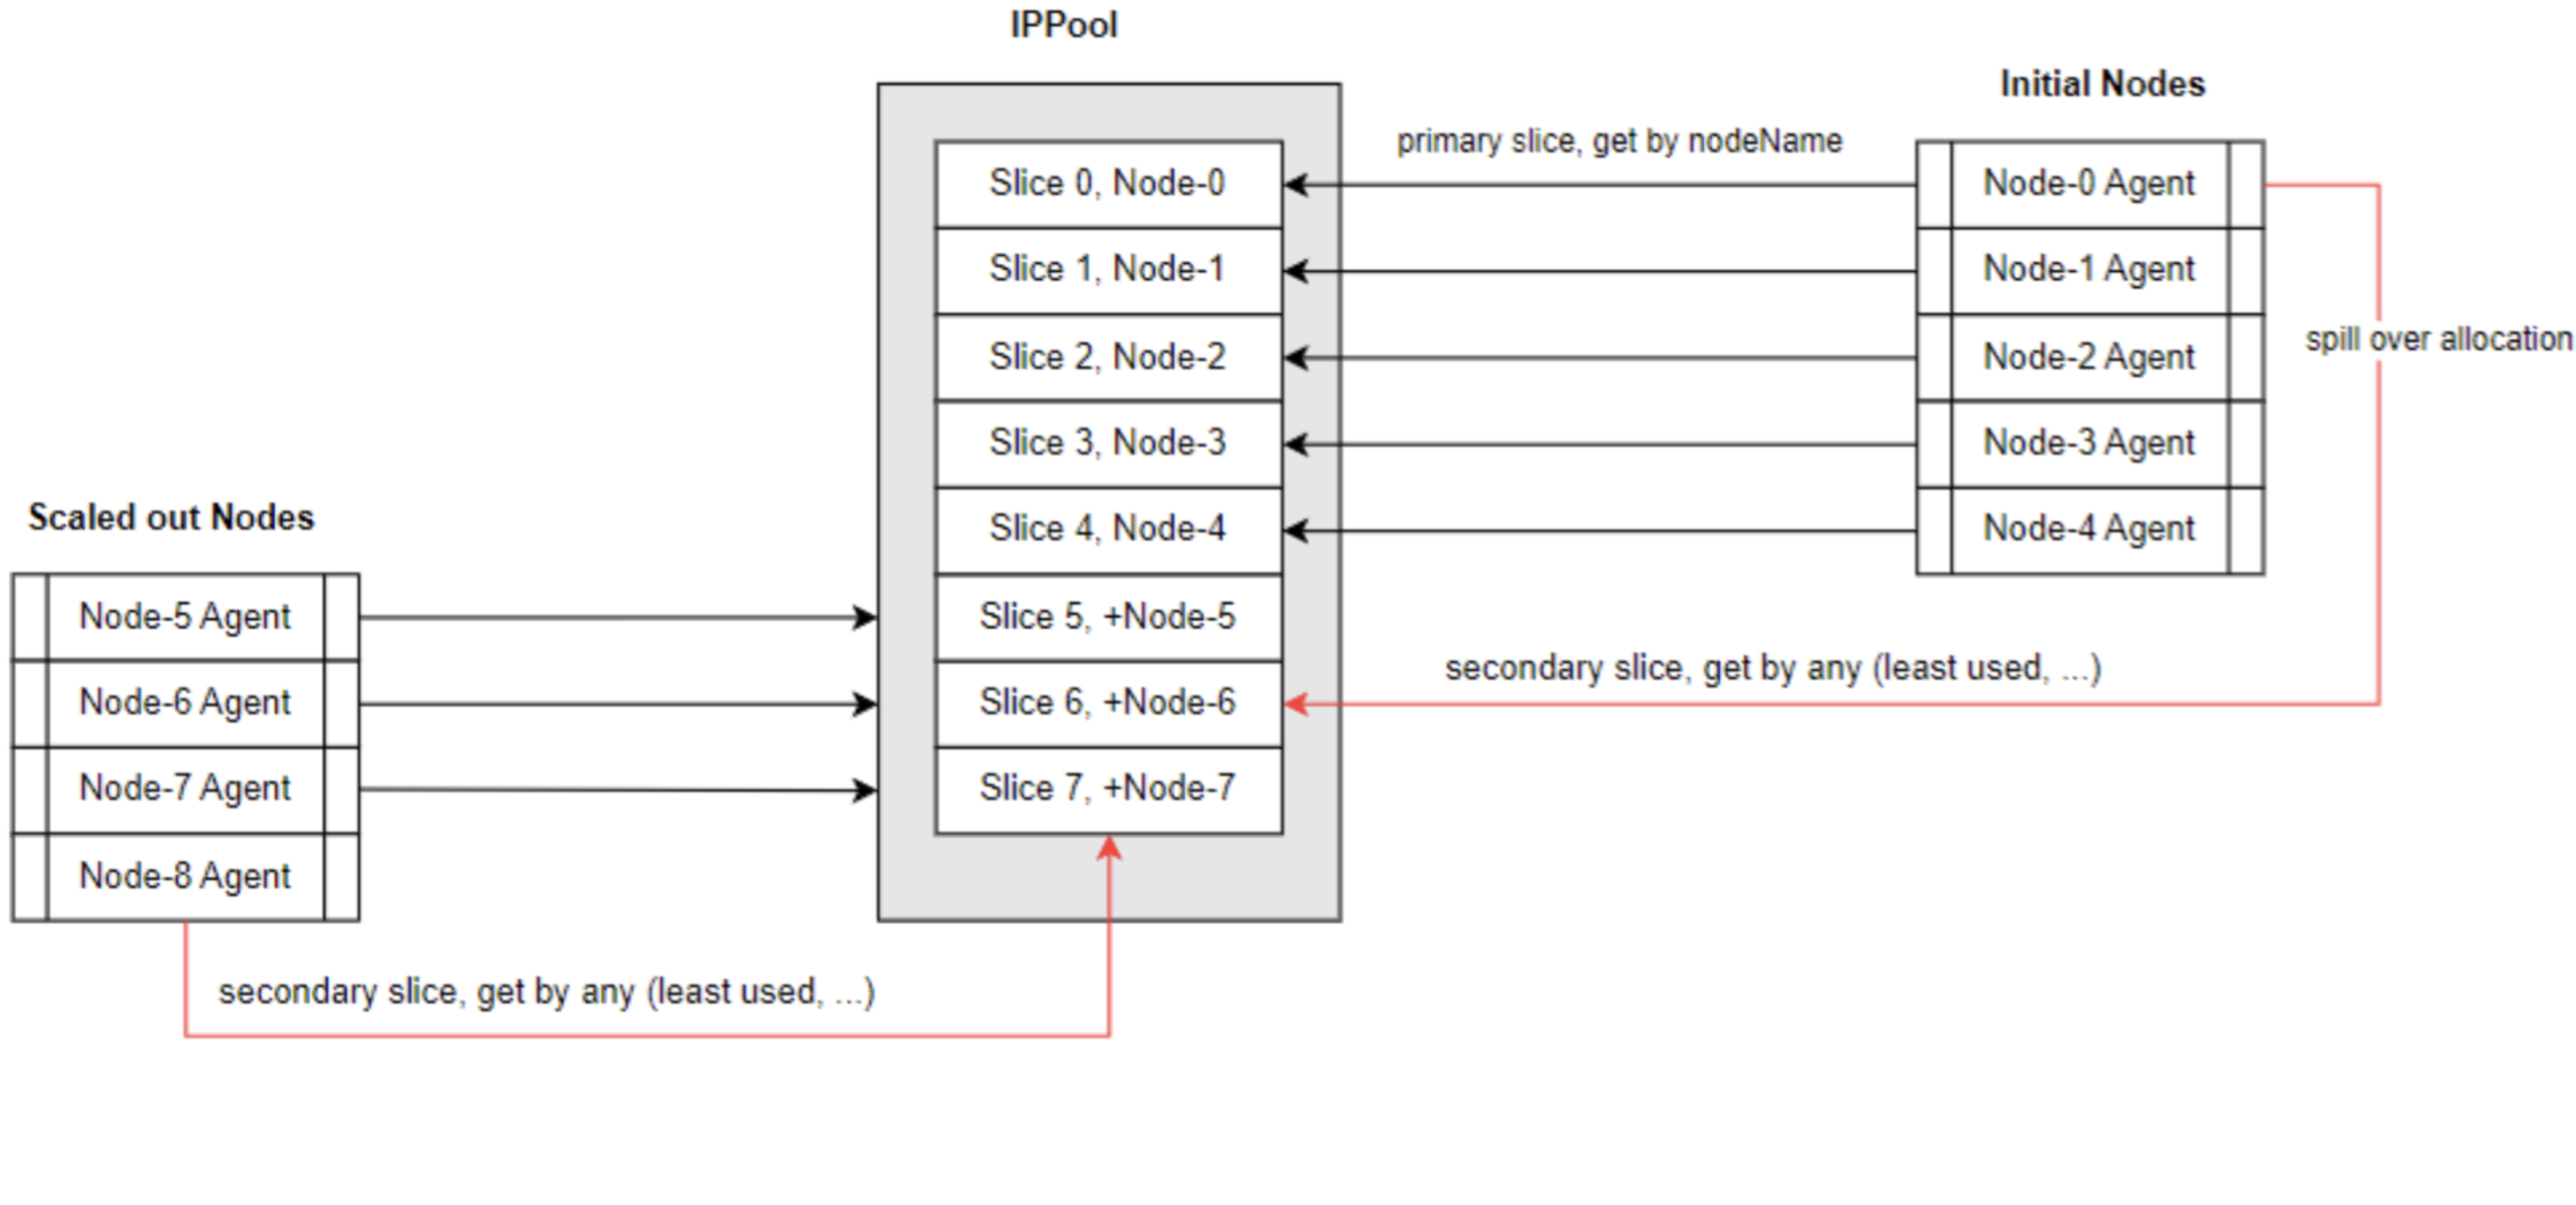 IPPool
Initial Nodes
primary slice, get by nodeName
Slice 0, Node-0
Node-0 Agent
Slice 1, Node-1
Node-1 Agent
spill over allocation
Slice 2, Node-2
Node-2 Agent
Slice 3, Node-3
Node-3 Agent
Scaled out Nodes
Slice 4, Node-4
Node-4 Agent
Node-5 Agent
Slice 5, +Node-5
secondary slice, get by any (least used, ...)
Node-6 Agent
Slice 6, +Node-6
Node-7 Agent
Slice 7, +Node-7
Node-8 Agent
secondary slice, get by any (least used, ...)